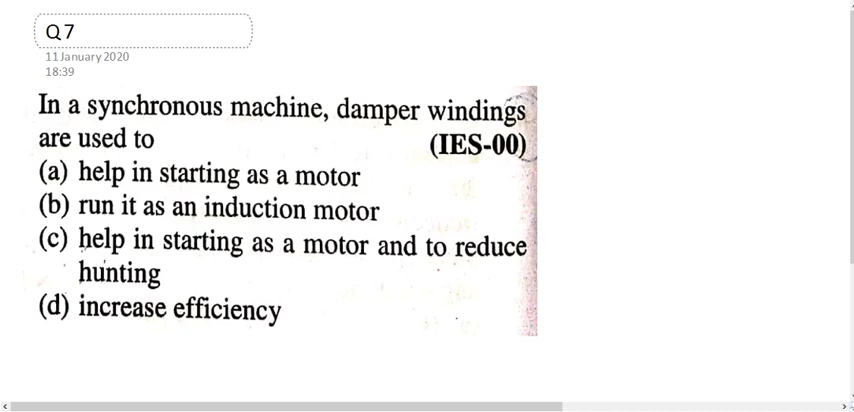 Q7
11 January 2020
18:39
In a synchronous machine, damper windings
are used to (IES-00)
(a) help in starting as a motor
(b) run it as an induction motor
(c) help in starting as a motor and to reduce
hunting
(d) increase efficiency